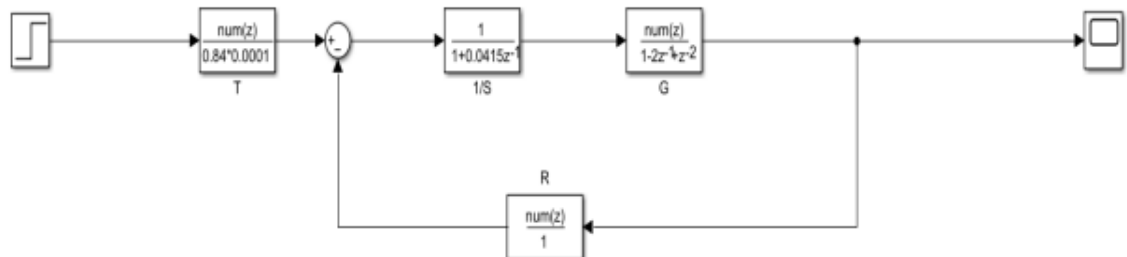 num(z)
0.84*0.0001
T
+
-
1
1+0.0415z-1
1/S
num(z)
1-2z-1+z-2
G
R
num(z)
1